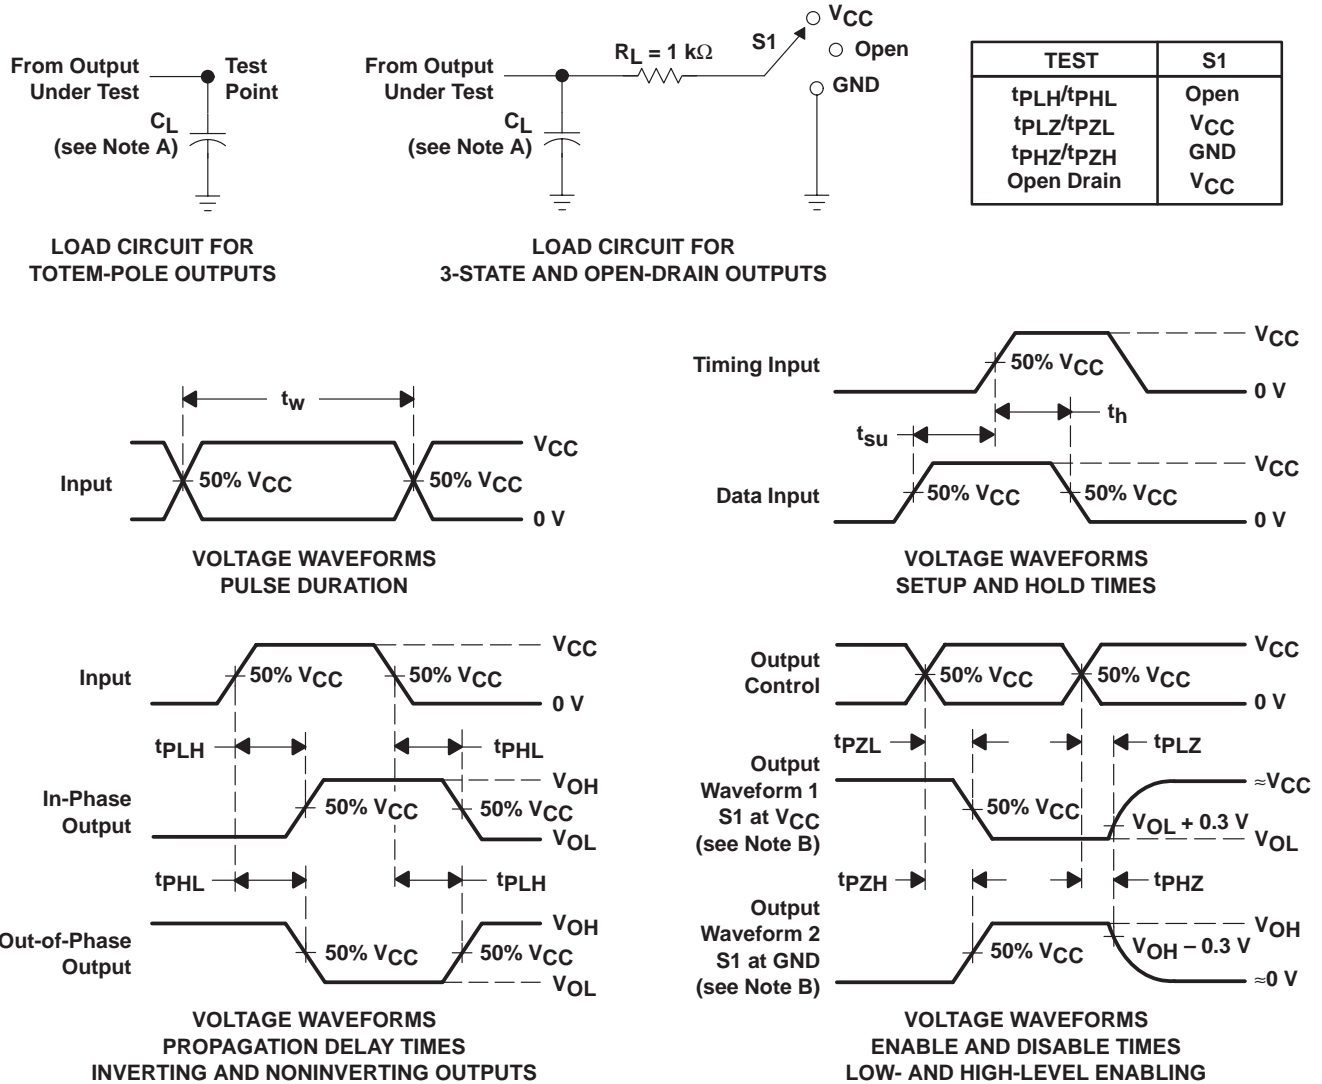 From Output
Under Test
Test
Point
CL
(see Note A)
LOAD CIRCUIT FOR
TOTEM-POLE OUTPUTS
From Output
Under Test
RL = 1 kΩ
S1
VCC
Open
GND
CL
(see Note A)
LOAD CIRCUIT FOR
3-STATE AND OPEN-DRAIN OUTPUTS
TEST S1
tPLH/tPHL Open
tPLZ/tPZL VCC
tPHZ/tPZH GND
Open Drain VCC
tw
Input
50% VCC
50% VCC
VCC
0 V
VOLTAGE WAVEFORMS
PULSE DURATION
Timing Input
50% VCC
VCC
0 V
tsu
th
Data Input
50% VCC
50% VCC
VCC
0 V
VOLTAGE WAVEFORMS
SETUP AND HOLD TIMES
Input
50% VCC
50% VCC
VCC
0 V
tPLH
tPHL
In-Phase
Output
50% VCC
50% VCC
VOH
VOL
tPHL
tPLH
Out-of-Phase
Output
50% VCC
50% VCC
VOH
VOL
VOLTAGE WAVEFORMS
PROPAGATION DELAY TIMES
INVERTING AND NONINVERTING OUTPUTS
Output
Control
50% VCC
50% VCC
VCC
0 V
tPZL
tPLZ
Output
Waveform 1
S1 at VCC
(see Note B)
50% VCC
VOL + 0.3 V
≈VCC
VOL
tPZH
tPHZ
Output
Waveform 2
S1 at GND
(see Note B)
50% VCC
VOH − 0.3 V
VOH
≈0 V
VOLTAGE WAVEFORMS
ENABLE AND DISABLE TIMES
LOW- AND HIGH-LEVEL ENABLING